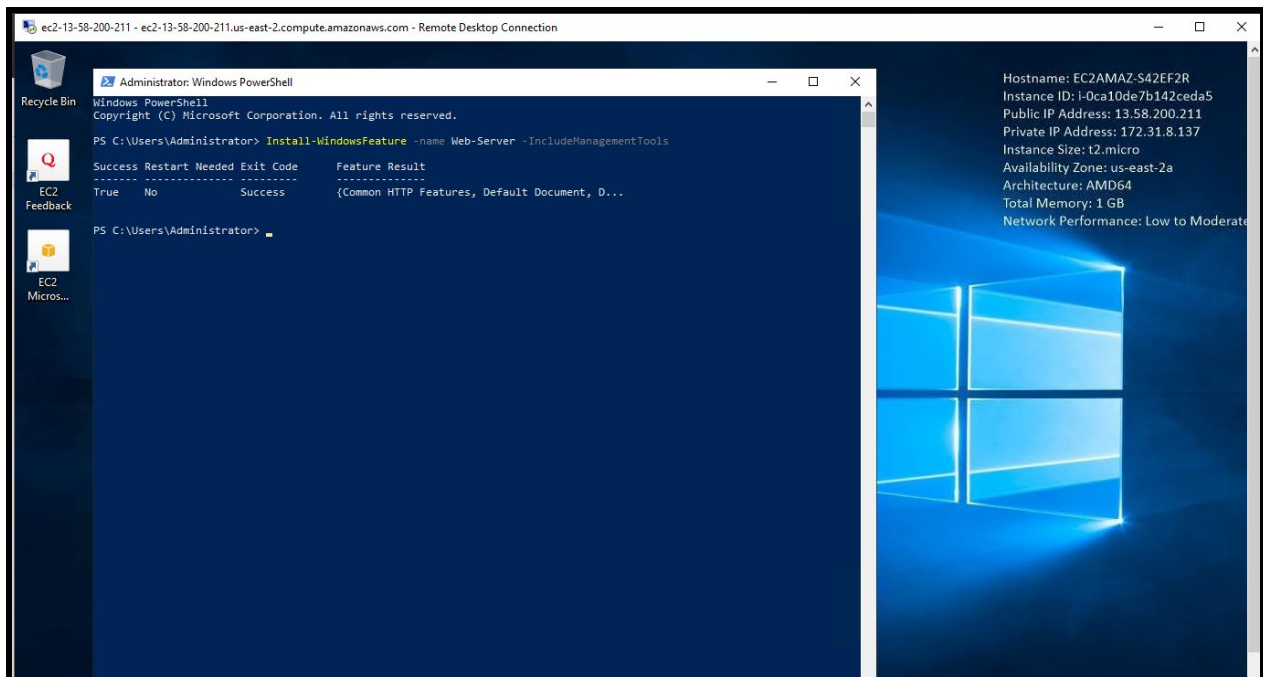 ec2-13-58-200-211 - ec2-13-58-200-211.us-east-2.compute.amazonaws.com - Remote Desktop Connection
Recycle Bin
EC2
Feedback
EC2
Micros...
Administrator: Windows PowerShell
Windows PowerShell
Copyright (C) Microsoft Corporation. All rights reserved.
PS C:\Users\Administrator> Install-WindowsFeature -name Web-Server -IncludeManagementTools
Success Restart Needed Exit Code      Feature Result
------- -------------- ---------      --------------
True    No             Success        {Common HTTP Features, Default Document, D...
PS C:\Users\Administrator> _
Hostname: EC2AMAZ-S42EF2R
Instance ID: i-0ca10de7b142ceda5
Public IP Address: 13.58.200.211
Private IP Address: 172.31.8.137
Instance Size: t2.micro
Availability Zone: us-east-2a
Architecture: AMD64
Total Memory: 1 GB
Network Performance: Low to Moderate